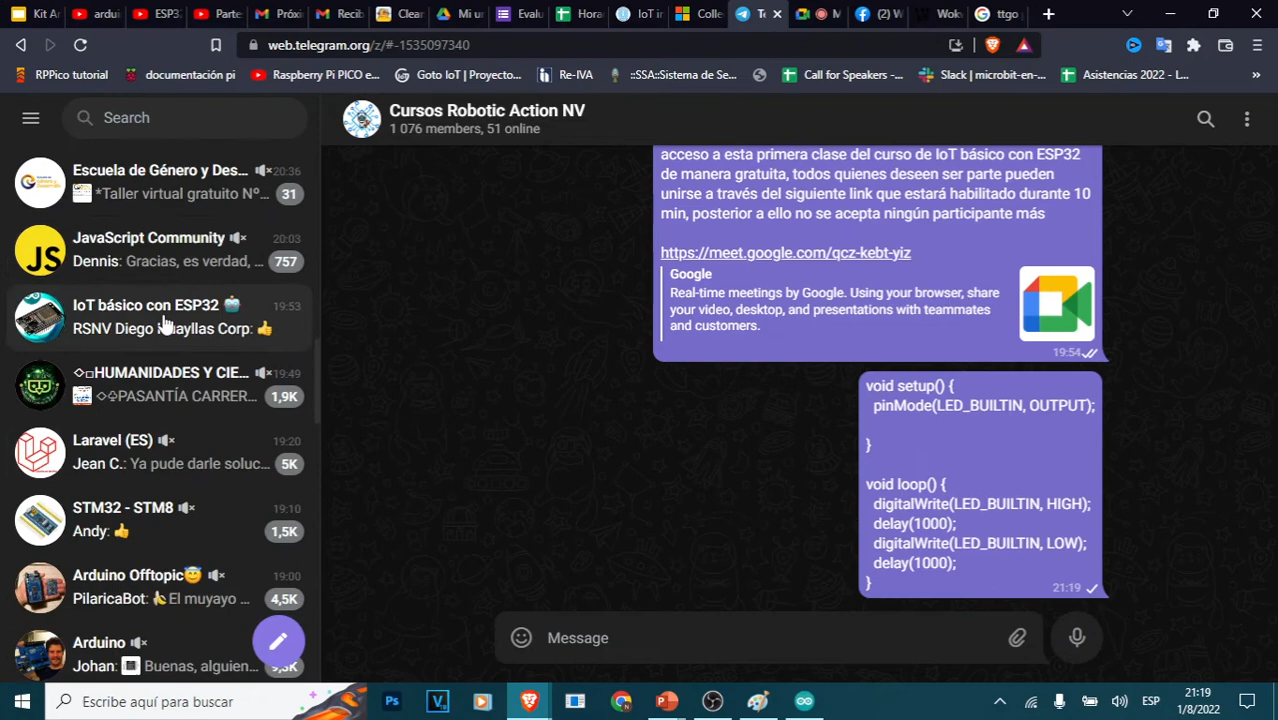 Kit Ar
ardui
ESP3
Parte
Próxi
Recib
Clear
Mi ur
Evalu
Horar
IoT ir
Colle
Te
M
(2) W
Wok
ttgo
web.telegram.org/z/#-1535097340
RPPico tutorial
documentación pi
Raspberry Pi PICO e...
Goto IoT | Proyecto...
Re-IVA
::SSA::Sistema de Se...
Call for Speakers -...
Slack | microbit-en-...
Asistencias 2022 - L...
Search
Cursos Robotic Action NV
1 076 members, 51 online
Escuela de Género y Des... 20:36
*Taller virtual gratuito Nº... 31
JavaScript Community 20:03
Dennis: Gracias, es verdad, ... 757
IoT básico con ESP32 19:53
RSNV Diego Huayllas Corp: 👍
◇□HUMANIDADES Y CIE... 19:49
PASANTÍA CARRER... 1,9K
Laravel (ES) 19:20
Jean C.: Ya pude darle soluc... 5K
STM32 - STM8 19:10
Andy: 👍 1,5K
Arduino Offtopic😇 19:00
PilaricaBot: 🍌El muyayo ... 4,5K
Arduino
Johan: Buenas, alguien...
acceso a esta primera clase del curso de IoT básico con ESP32
de manera gratuita, todos quienes deseen ser parte pueden
unirse a través del siguiente link que estará habilitado durante 10
min, posterior a ello no se acepta ningún participante más
https://meet.google.com/qcz-kebt-yiz
Google
Real-time meetings by Google. Using your browser, share
your video, desktop, and presentations with teammates
and customers.
19:54
void setup() {
pinMode(LED_BUILTIN, OUTPUT);
}
void loop() {
digitalWrite(LED_BUILTIN, HIGH);
delay(1000);
digitalWrite(LED_BUILTIN, LOW);
delay(1000);
}
21:19
Message
Escribe aquí para buscar
Ps
ESP
21:19
1/8/2022